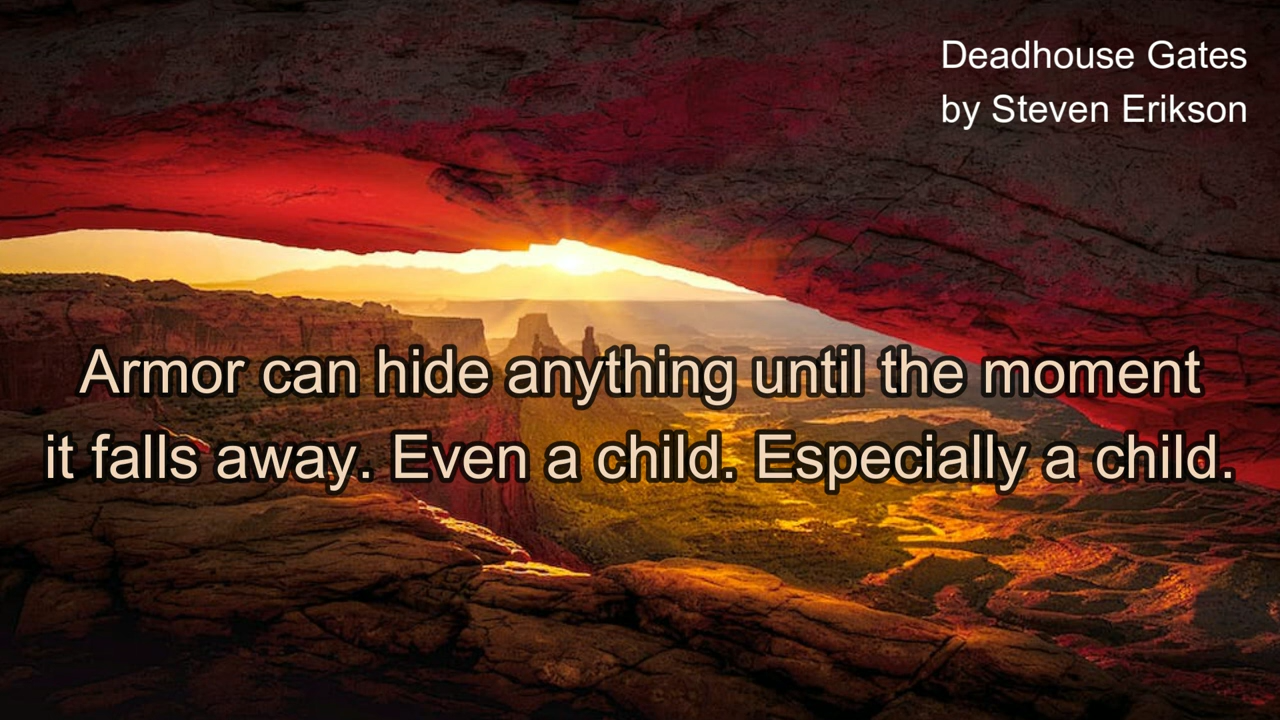 Deadhouse Gates
by Steven Erikson
Armor can hide anything until the moment
it falls away. Even a child. Especially a child.